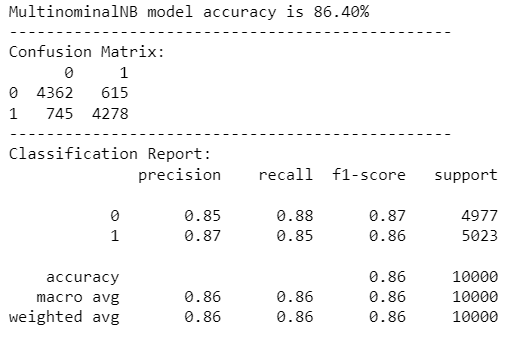 MultinominalNB model accuracy is 86.40%
------------------------------------------------
Confusion Matrix:
      0     1
0  4362   615
1   745  4278
------------------------------------------------
Classification Report:
              precision    recall  f1-score   support
           0       0.85      0.88      0.87      4977
           1       0.87      0.85      0.86      5023
    accuracy                           0.86     10000
   macro avg       0.86      0.86      0.86     10000
weighted avg       0.86      0.86      0.86     10000